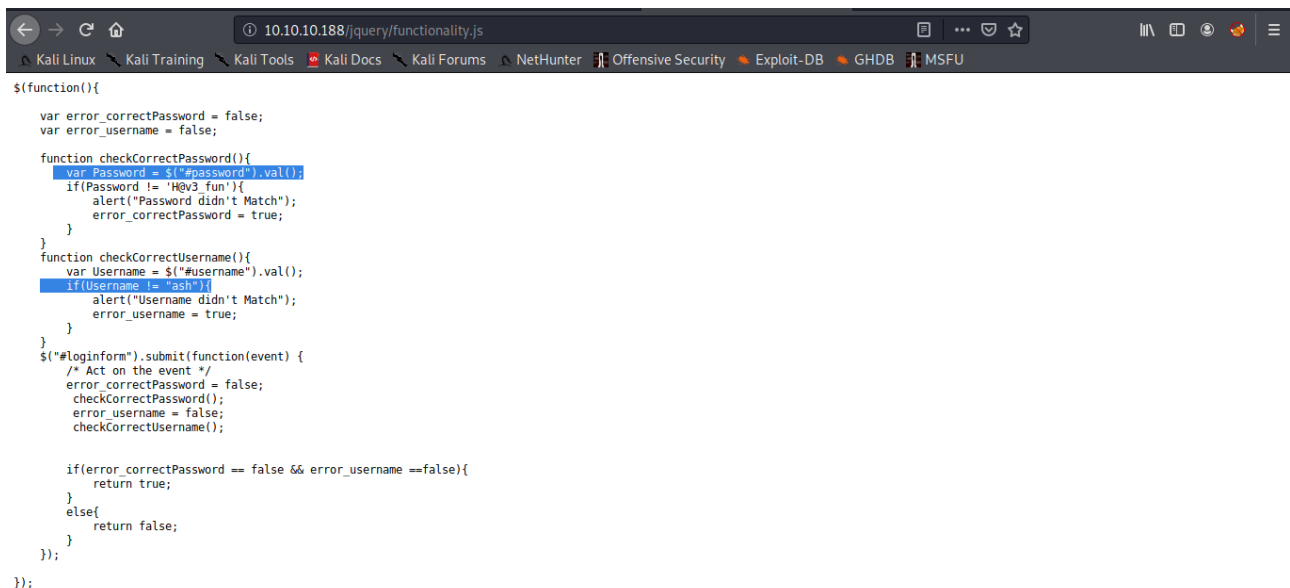 10.10.10.188/jquery/functionality.js
Kali Linux Kali Training Kali Tools Kali Docs Kali Forums NetHunter Offensive Security Exploit-DB GHDB MSFU
$(function(){
var error_correctPassword = false;
var error_username = false;
function checkCorrectPassword(){
var Password = $("#password").val();
if(Password != 'H@v3_fun'){
alert("Password didn't Match");
error_correctPassword = true;
}
}
function checkCorrectUsername(){
var Username = $("#username").val();
if(Username != "ash"){
alert("Username didn't Match");
error_username = true;
}
}
$("#loginform").submit(function(event) {
/* Act on the event */
error_correctPassword = false;
checkCorrectPassword();
error_username = false;
checkCorrectUsername();
if(error_correctPassword == false && error_username ==false){
return true;
}
else{
return false;
}
});
});